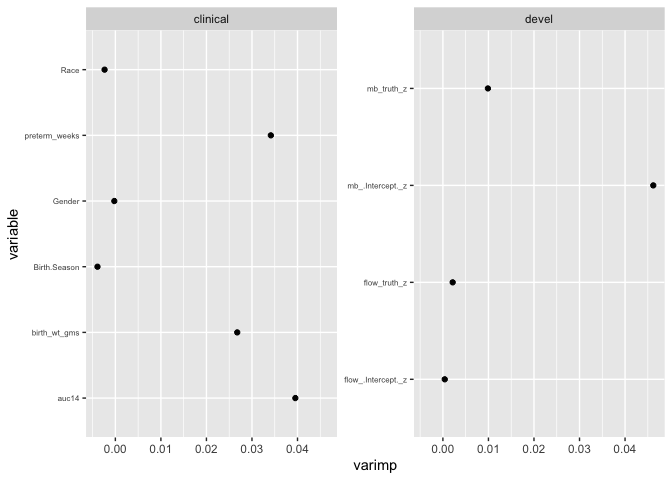 clinical
devel
variable
Race
preterm_weeks
Gender
Birth.Season
birth_wt_gms
auc14
mb_truth_z
mb_.Intercept._z
flow_truth_z
flow_.Intercept._z
0.00 0.01 0.02 0.03 0.04
0.00 0.01 0.02 0.03 0.04
varimp